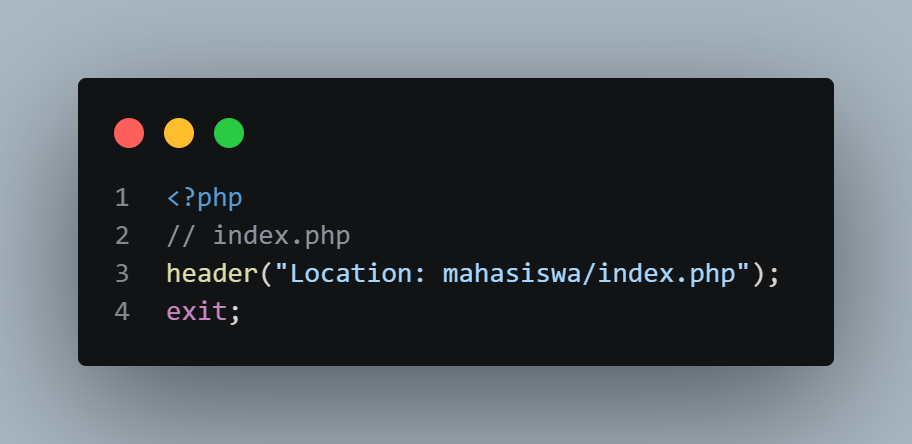 1 <?php
2 // index.php
3 header("Location: mahasiswa/index.php");
4 exit;